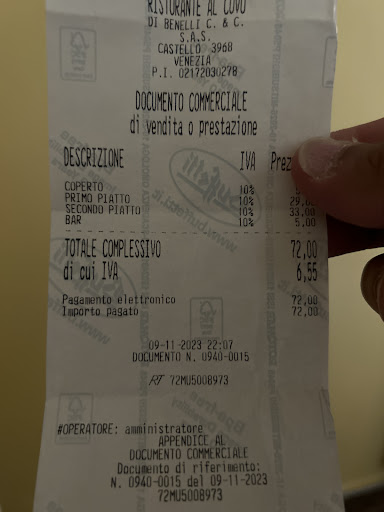 RISTORANTE AL COVO
DI BENELLI C. & C.
S.A.S.
CASTELLO 3968
VENEZIA
P.I. 02172030278
DOCUMENTO COMMERCIALE
di vendita o prestazione
DESCRIZIONE IVA Prez
COPERTO 10%
PRIMO PIATTO 10% 29,00
SECONDO PIATTO 10% 33,00
BAR 10% 5,00
TOTALE COMPLESSIVO 72,00
di cui IVA 6,55
Pagamento elettronico 72,00
Importo pagato 72,00
09-11-2023 22:07
DOCUMENTO N. 0940-0015
RT 72MU5008973
#OPERATORE: amministratore
APPENDICE AL
DOCUMENTO COMMERCIALE
Documento di riferimento:
N. 0940-0015 del 09-11-2023
72MU5008973